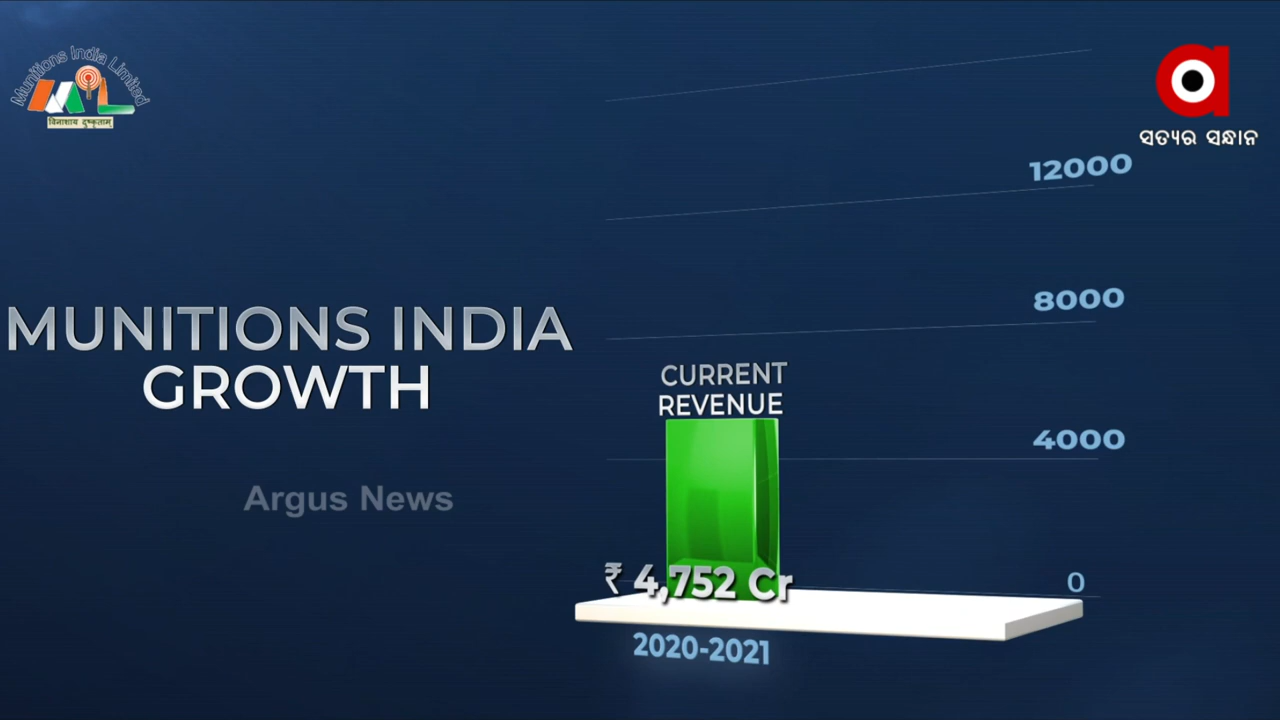 Munitions India Limited
MIL
विनाशाय दुष्कृताम्
ସତ୍ୟର ସନ୍ଧାନ
MUNITIONS INDIA
GROWTH
Argus News
12000
8000
4000
0
CURRENT
REVENUE
₹ 4,752 Cr
2020-2021